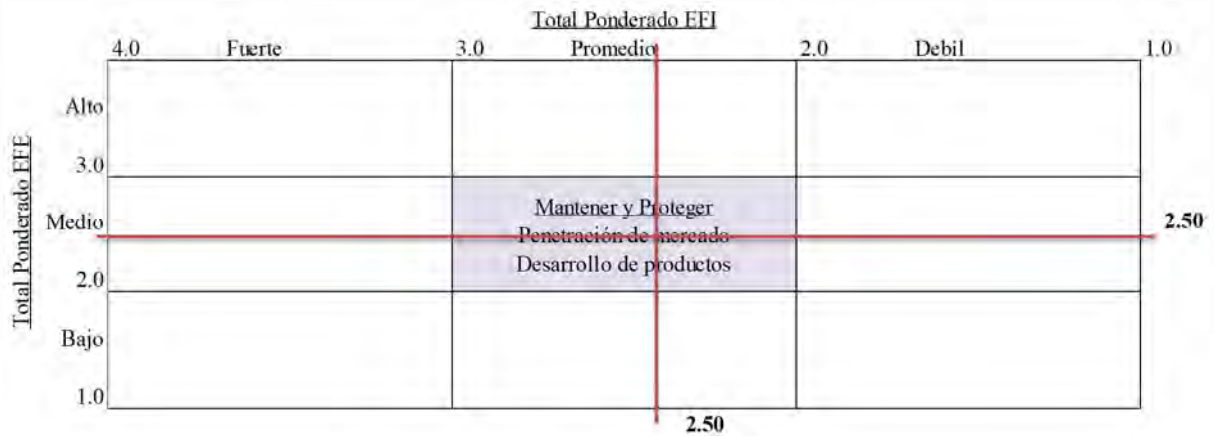 Total Ponderado EFI
4.0 Fuerte 3.0 Promedio 2.0 Debil 1.0
Total Ponderado EFE
Alto
3.0
Mantener y Proteger
Medio
2.50
Penetración de mercado
Desarrollo de productos
2.0
Bajo
1.0
2.50